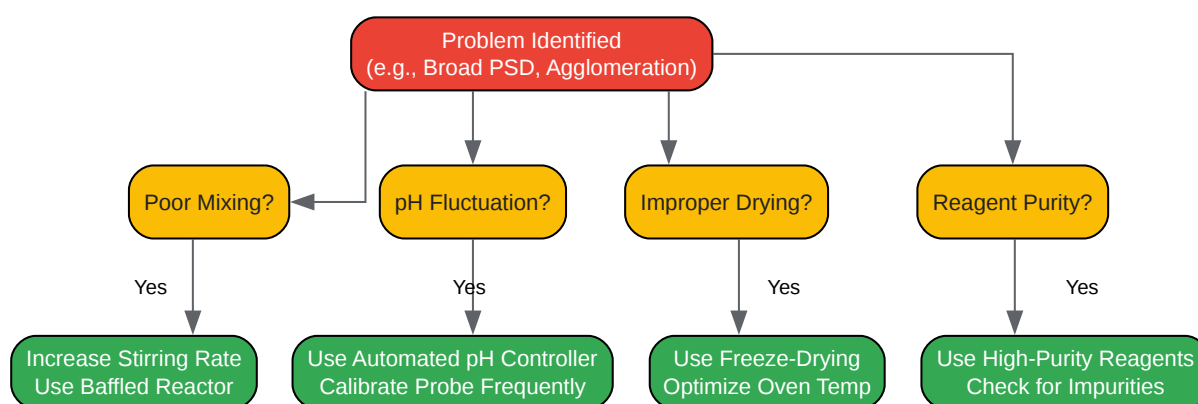 Problem Identified
(e.g., Broad PSD, Agglomeration)
Poor Mixing?
pH Fluctuation?
Improper Drying?
Reagent Purity?
Yes
Yes
Yes
Yes
Increase Stirring Rate
Use Baffled Reactor
Use Automated pH Controller
Calibrate Probe Frequently
Use Freeze-Drying
Optimize Oven Temp
Use High-Purity Reagents
Check for Impurities